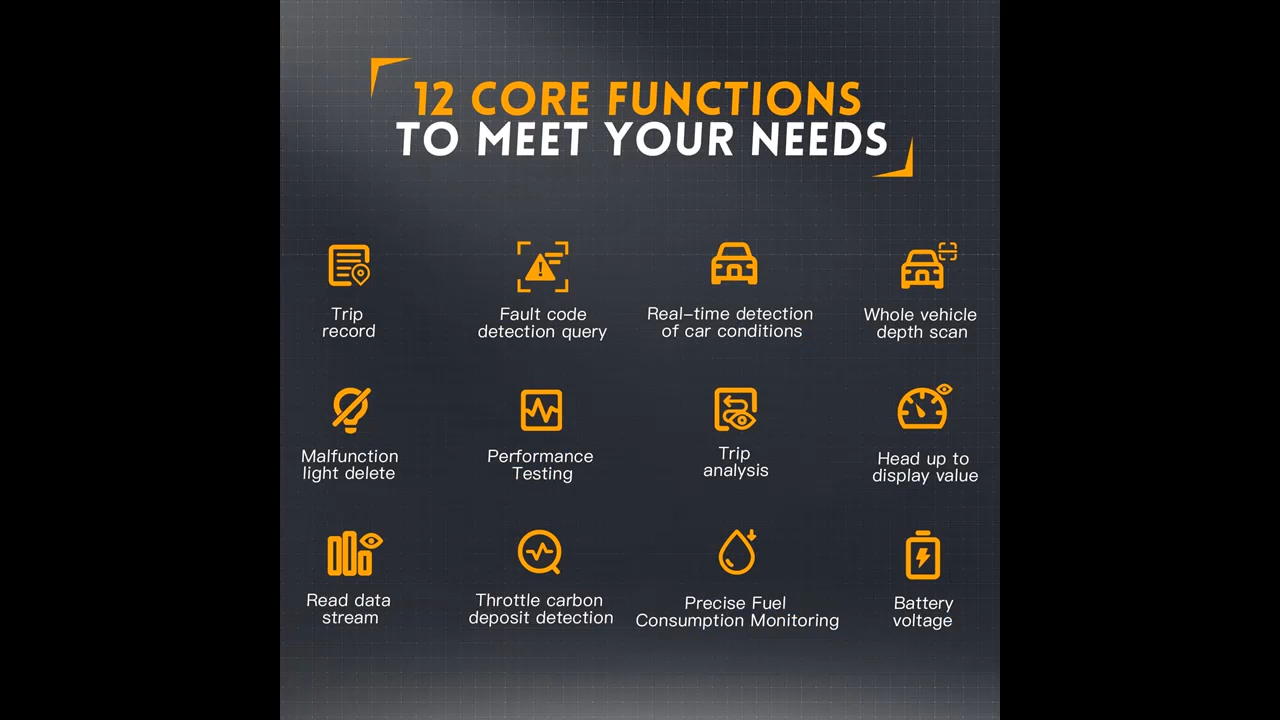 12 CORE FUNCTIONS
TO MEET YOUR NEEDS
Trip
record
Fault code
detection query
Real-time detection
of car conditions
Whole vehicle
depth scan
Malfunction
light delete
Performance
Testing
Trip
analysis
Head up to
display value
Read data
stream
Throttle carbon
deposit detection
Precise Fuel
Consumption Monitoring
Battery
voltage